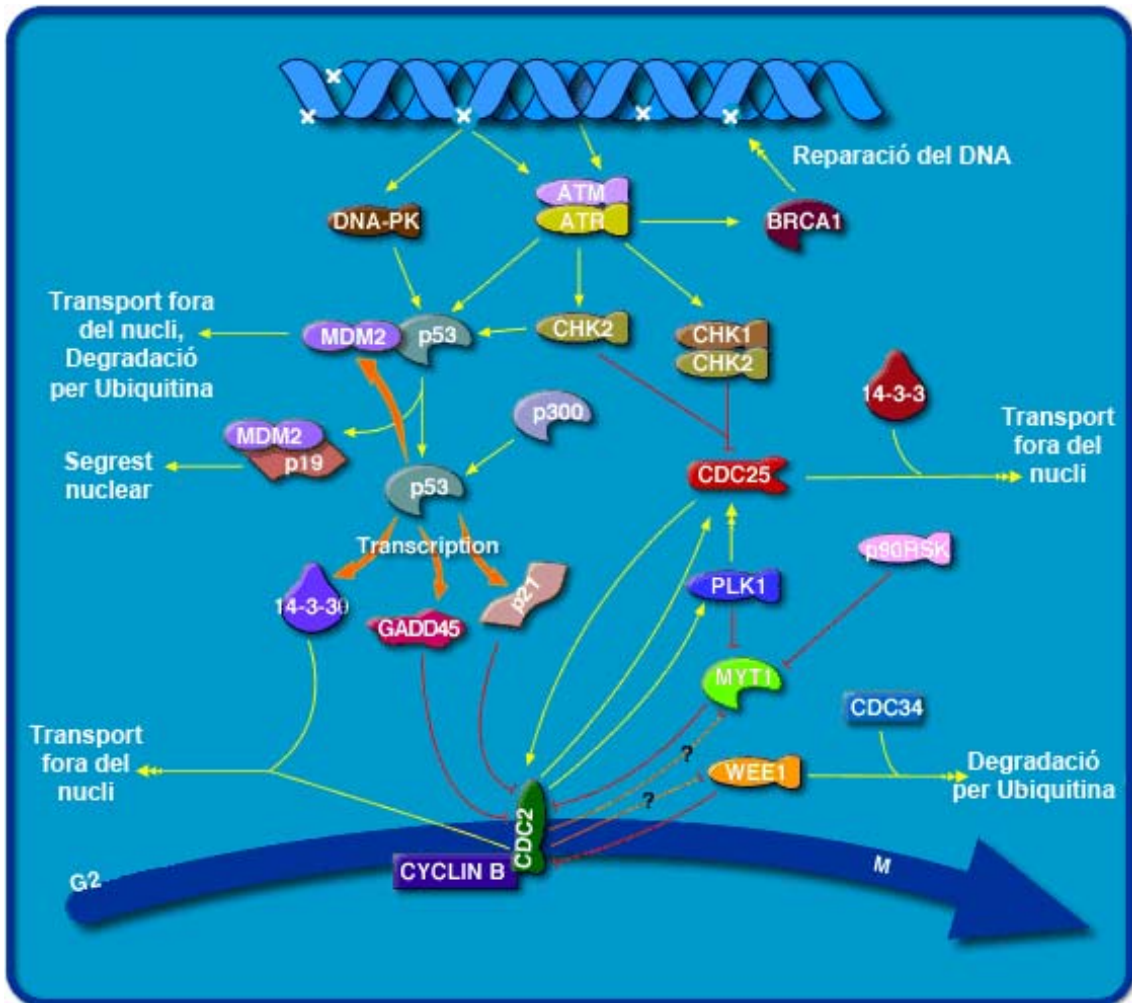 Reparació del DNA
ATM
ATR
DNA-PK
BRCA1
Transport fora
del nucli,
Degradació
per Ubiquitina
MDM2
p53
CHK2
CHK1
CHK2
14-3-3
Transport
fora del
nucli
p300
MDM2
p19
Segrest
nuclear
CDC25
p53
Transcription
p90RSK
PLK1
p21
14-3-3σ
GADD45
MYT1
CDC34
Transport
fora del
nucli
?
WEE1
Degradació
per Ubiquitina
?
CDC2
CYCLIN B
G2
M